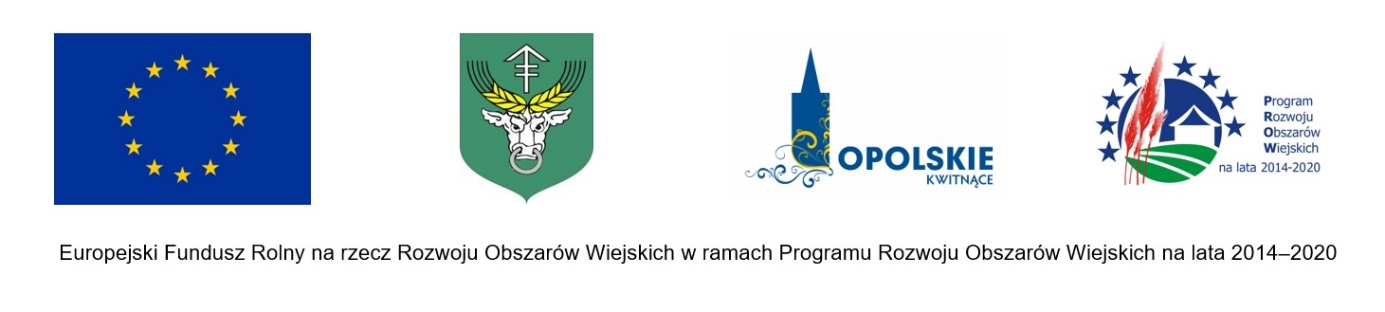 OPOLSKIE
KWITNĄCE
Program
Rozwoju
Obszarów
Wiejskich
na lata 2014-2020
Europejski Fundusz Rolny na rzecz Rozwoju Obszarów Wiejskich w ramach Programu Rozwoju Obszarów Wiejskich na lata 2014–2020